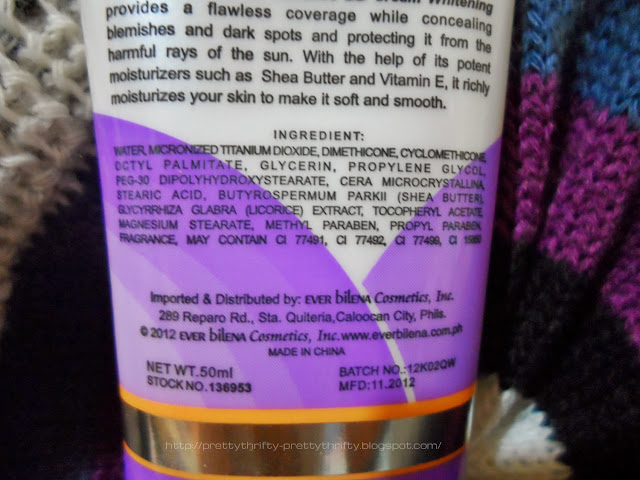 Cream Whitening
provides a flawless coverage while concealing
blemishes and dark spots and protecting it from the
harmful rays of the sun. With the help of its potent
moisturizers such as Shea Butter and Vitamin E, it richly
moisturizes your skin to make it soft and smooth.
INGREDIENT:
WATER, MICRONIZED TITANIUM DIOXIDE, DIMETHICONE, CYCLOMETHICONE,
OCTYL PALMITATE, GLYCERIN, PROPYLENE GLYCOL,
PEG-30 DIPOLYHYDROXYSTEARATE, CERA MICROCRYSTALLINA,
STEARIC ACID, BUTYROSPERMUM PARKII (SHEA BUTTER),
GLYCYRRHIZA GLABRA (LICORICE) EXTRACT, TOCOPHERYL ACETATE,
MAGNESIUM STEARATE, METHYL PARABEN, PROPYL PARABEN,
FRAGRANCE, MAY CONTAIN CI 77491, CI 77492, CI 77499, CI
Imported & Distributed by: EVER bilENA Cosmetics, Inc.
289 Reparo Rd., Sta. Quiteria, Caloocan City, Phils.
© 2012 EVER bilENA Cosmetics, Inc. www.everbilena.com.ph
MADE IN CHINA
NET WT. 50ml
STOCK NO. 136953
BATCH NO.: 12K02QW
MFD: 11.2012
http://prettythrifty-prettythrifty.blogspot.com/